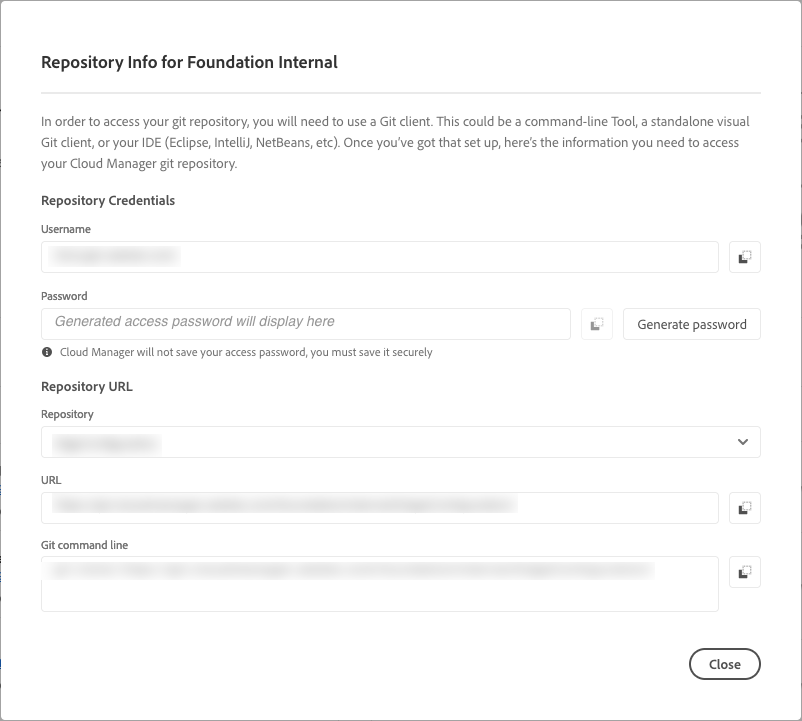 Repository Info for Foundation Internal
In order to access your git repository, you will need to use a Git client. This could be a command-line Tool, a standalone visual
Git client, or your IDE (Eclipse, IntelliJ, NetBeans, etc). Once you've got that set up, here's the information you need to access
your Cloud Manager git repository.
Repository Credentials
Username
Password
Generated access password will display here
Generate password
Cloud Manager will not save your access password, you must save it securely
Repository URL
Repository
URL
Git command line
Close